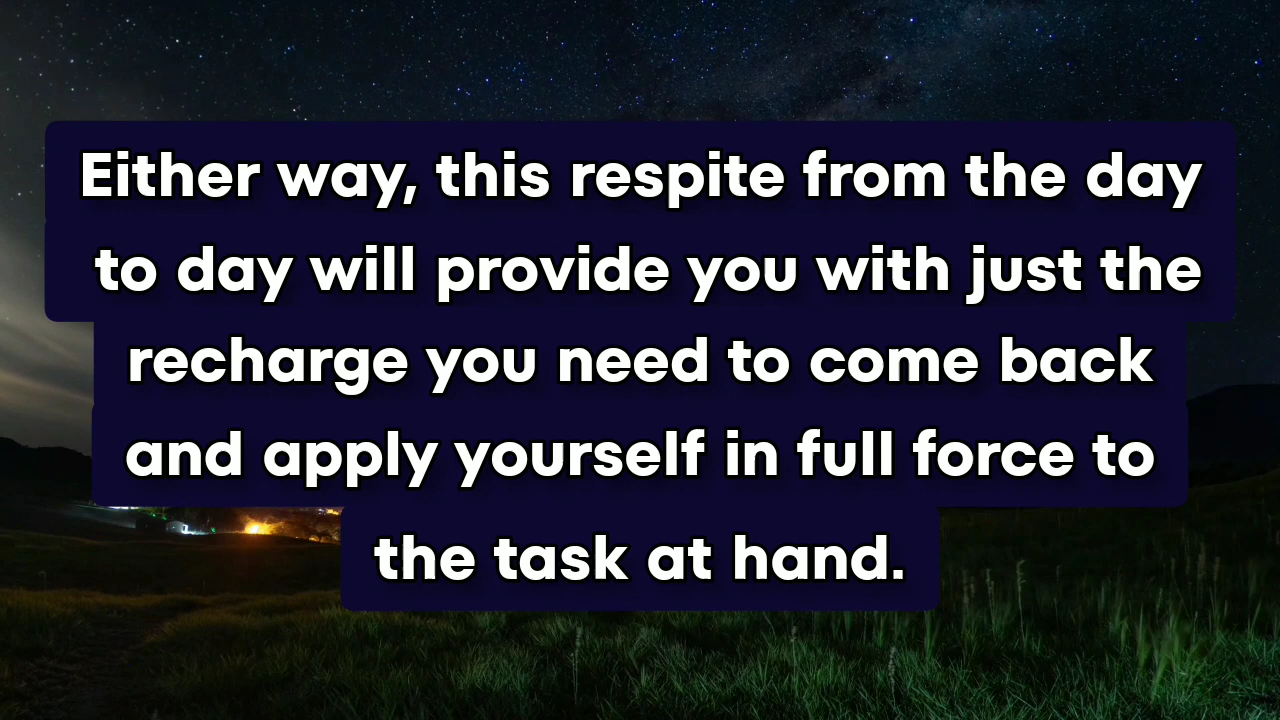 Either way, this respite from the day
to day will provide you with just the
recharge you need to come back
and apply yourself in full force to
the task at hand.